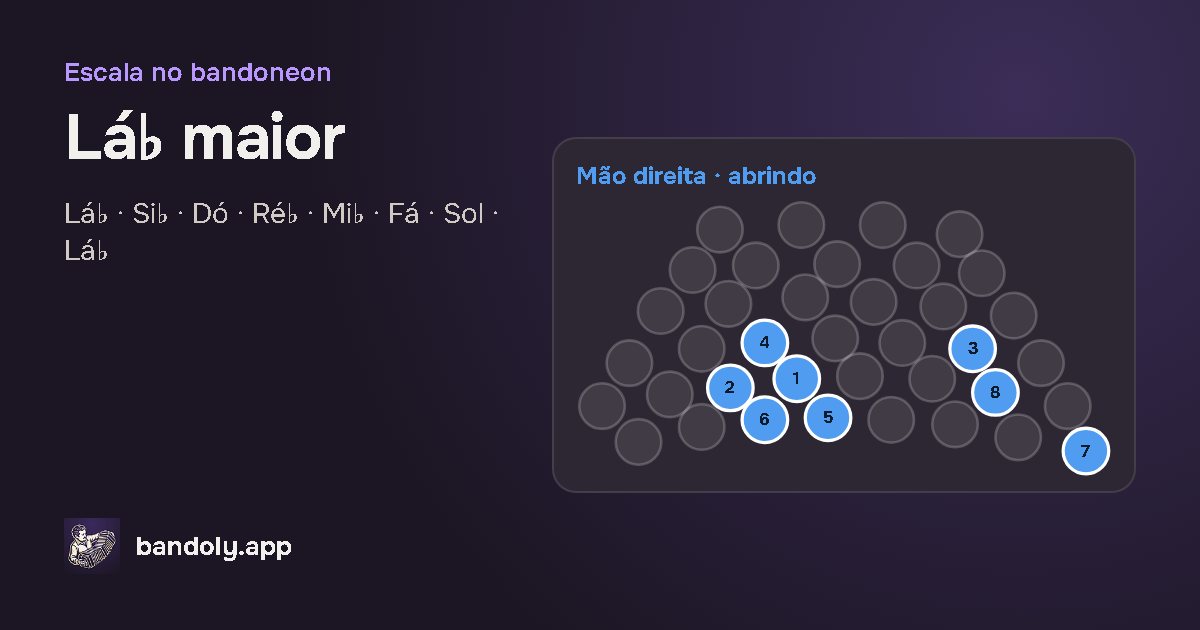 Escala no bandoneon
Lá♭ maior
Lá♭ · Si♭ · Dó · Ré♭ · Mi♭ · Fá · Sol ·
Lá♭
Mão direita · abrindo
4
3
1
2
8
5
6
7
bandoly.app